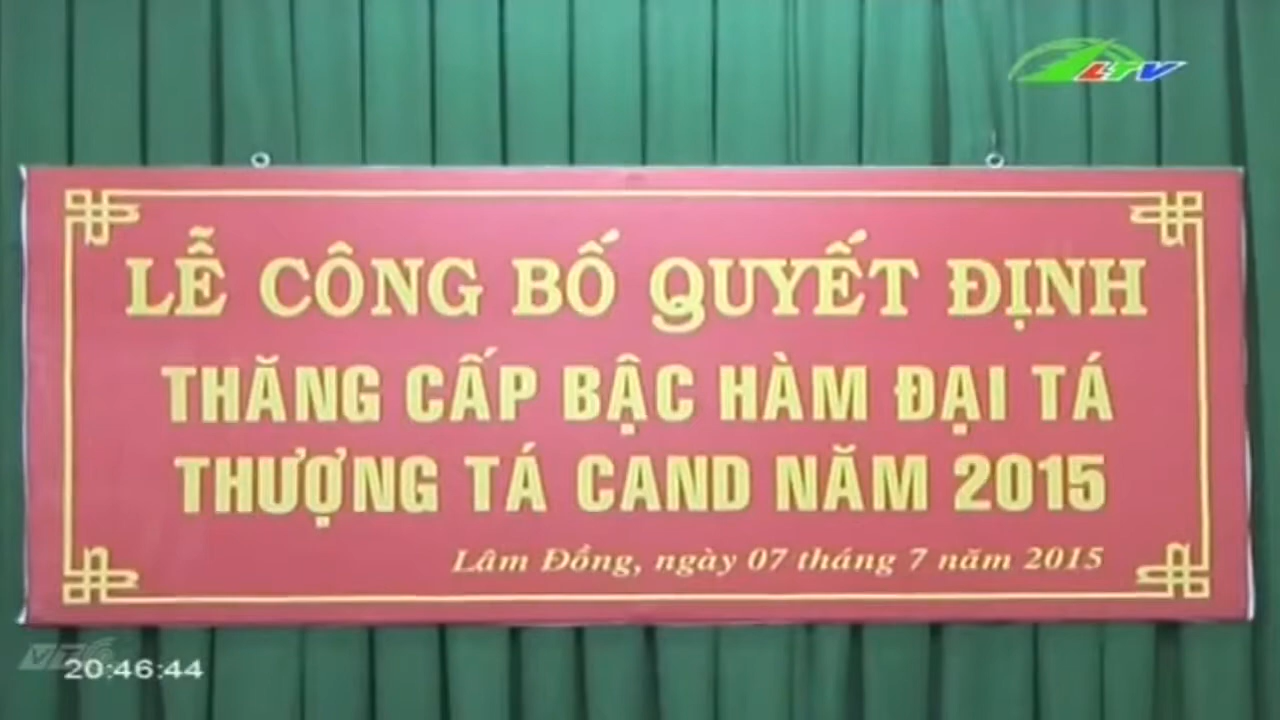 LTV
LỄ CÔNG BỐ QUYẾT ĐỊNH
THĂNG CẤP BẬC HÀM ĐẠI TÁ
THƯỢNG TÁ CAND NĂM 2015
Lâm Đồng, ngày 07 tháng 7 năm 2015
20:46:44